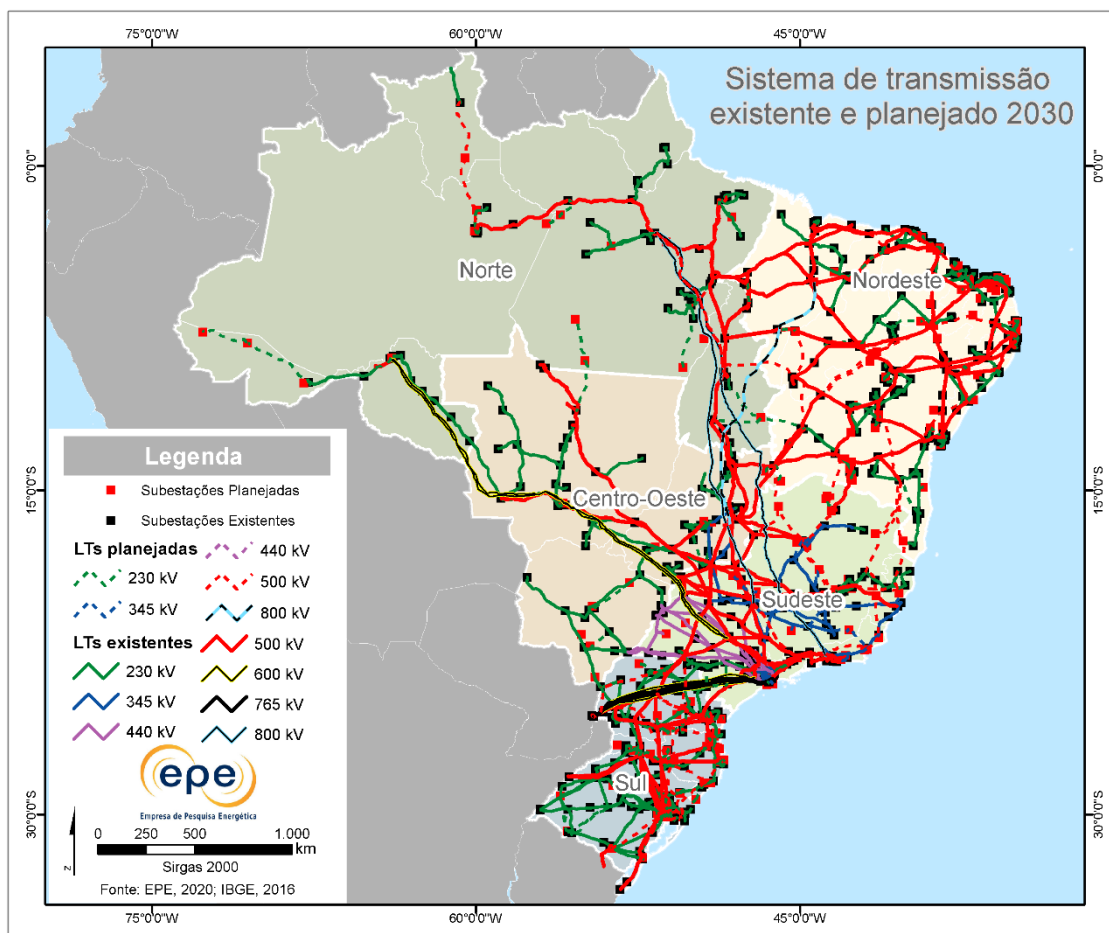 75°0'0"W
60°0'0"W
45°0'0"W
Sistema de transmissão
existente e planejado 2030
0°0'0"
0°0'0"
Norte
Nordeste
Centro-Oeste
Sudeste
Sul
15°0'0"S
15°0'0"S
30°0'0"S
30°0'0"S
Legenda
Subestações Planejadas
Subestações Existentes
LTs planejadas
230 kV
345 kV
440 kV
500 kV
800 kV
LTs existentes
230 kV
345 kV
440 kV
500 kV
600 kV
765 kV
800 kV
epe
Empresa de Pesquisa Energética
0 250 500 1.000
km
Sirgas 2000
Fonte: EPE, 2020; IBGE, 2016
z
75°0'0"W
60°0'0"W
45°0'0"W